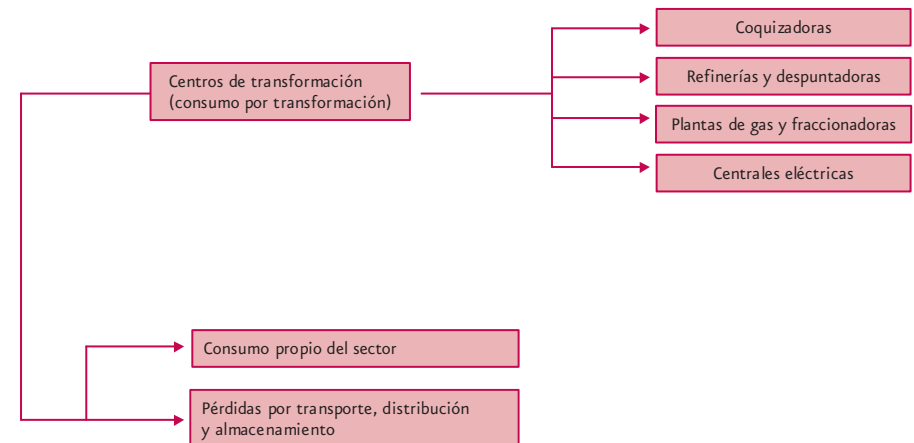 Coquizadoras
Centros de transformación
(consumo por transformación)
Refinerías y despuntadoras
Plantas de gas y fraccionadoras
Centrales eléctricas
Consumo propio del sector
Pérdidas por transporte, distribución
y almacenamiento